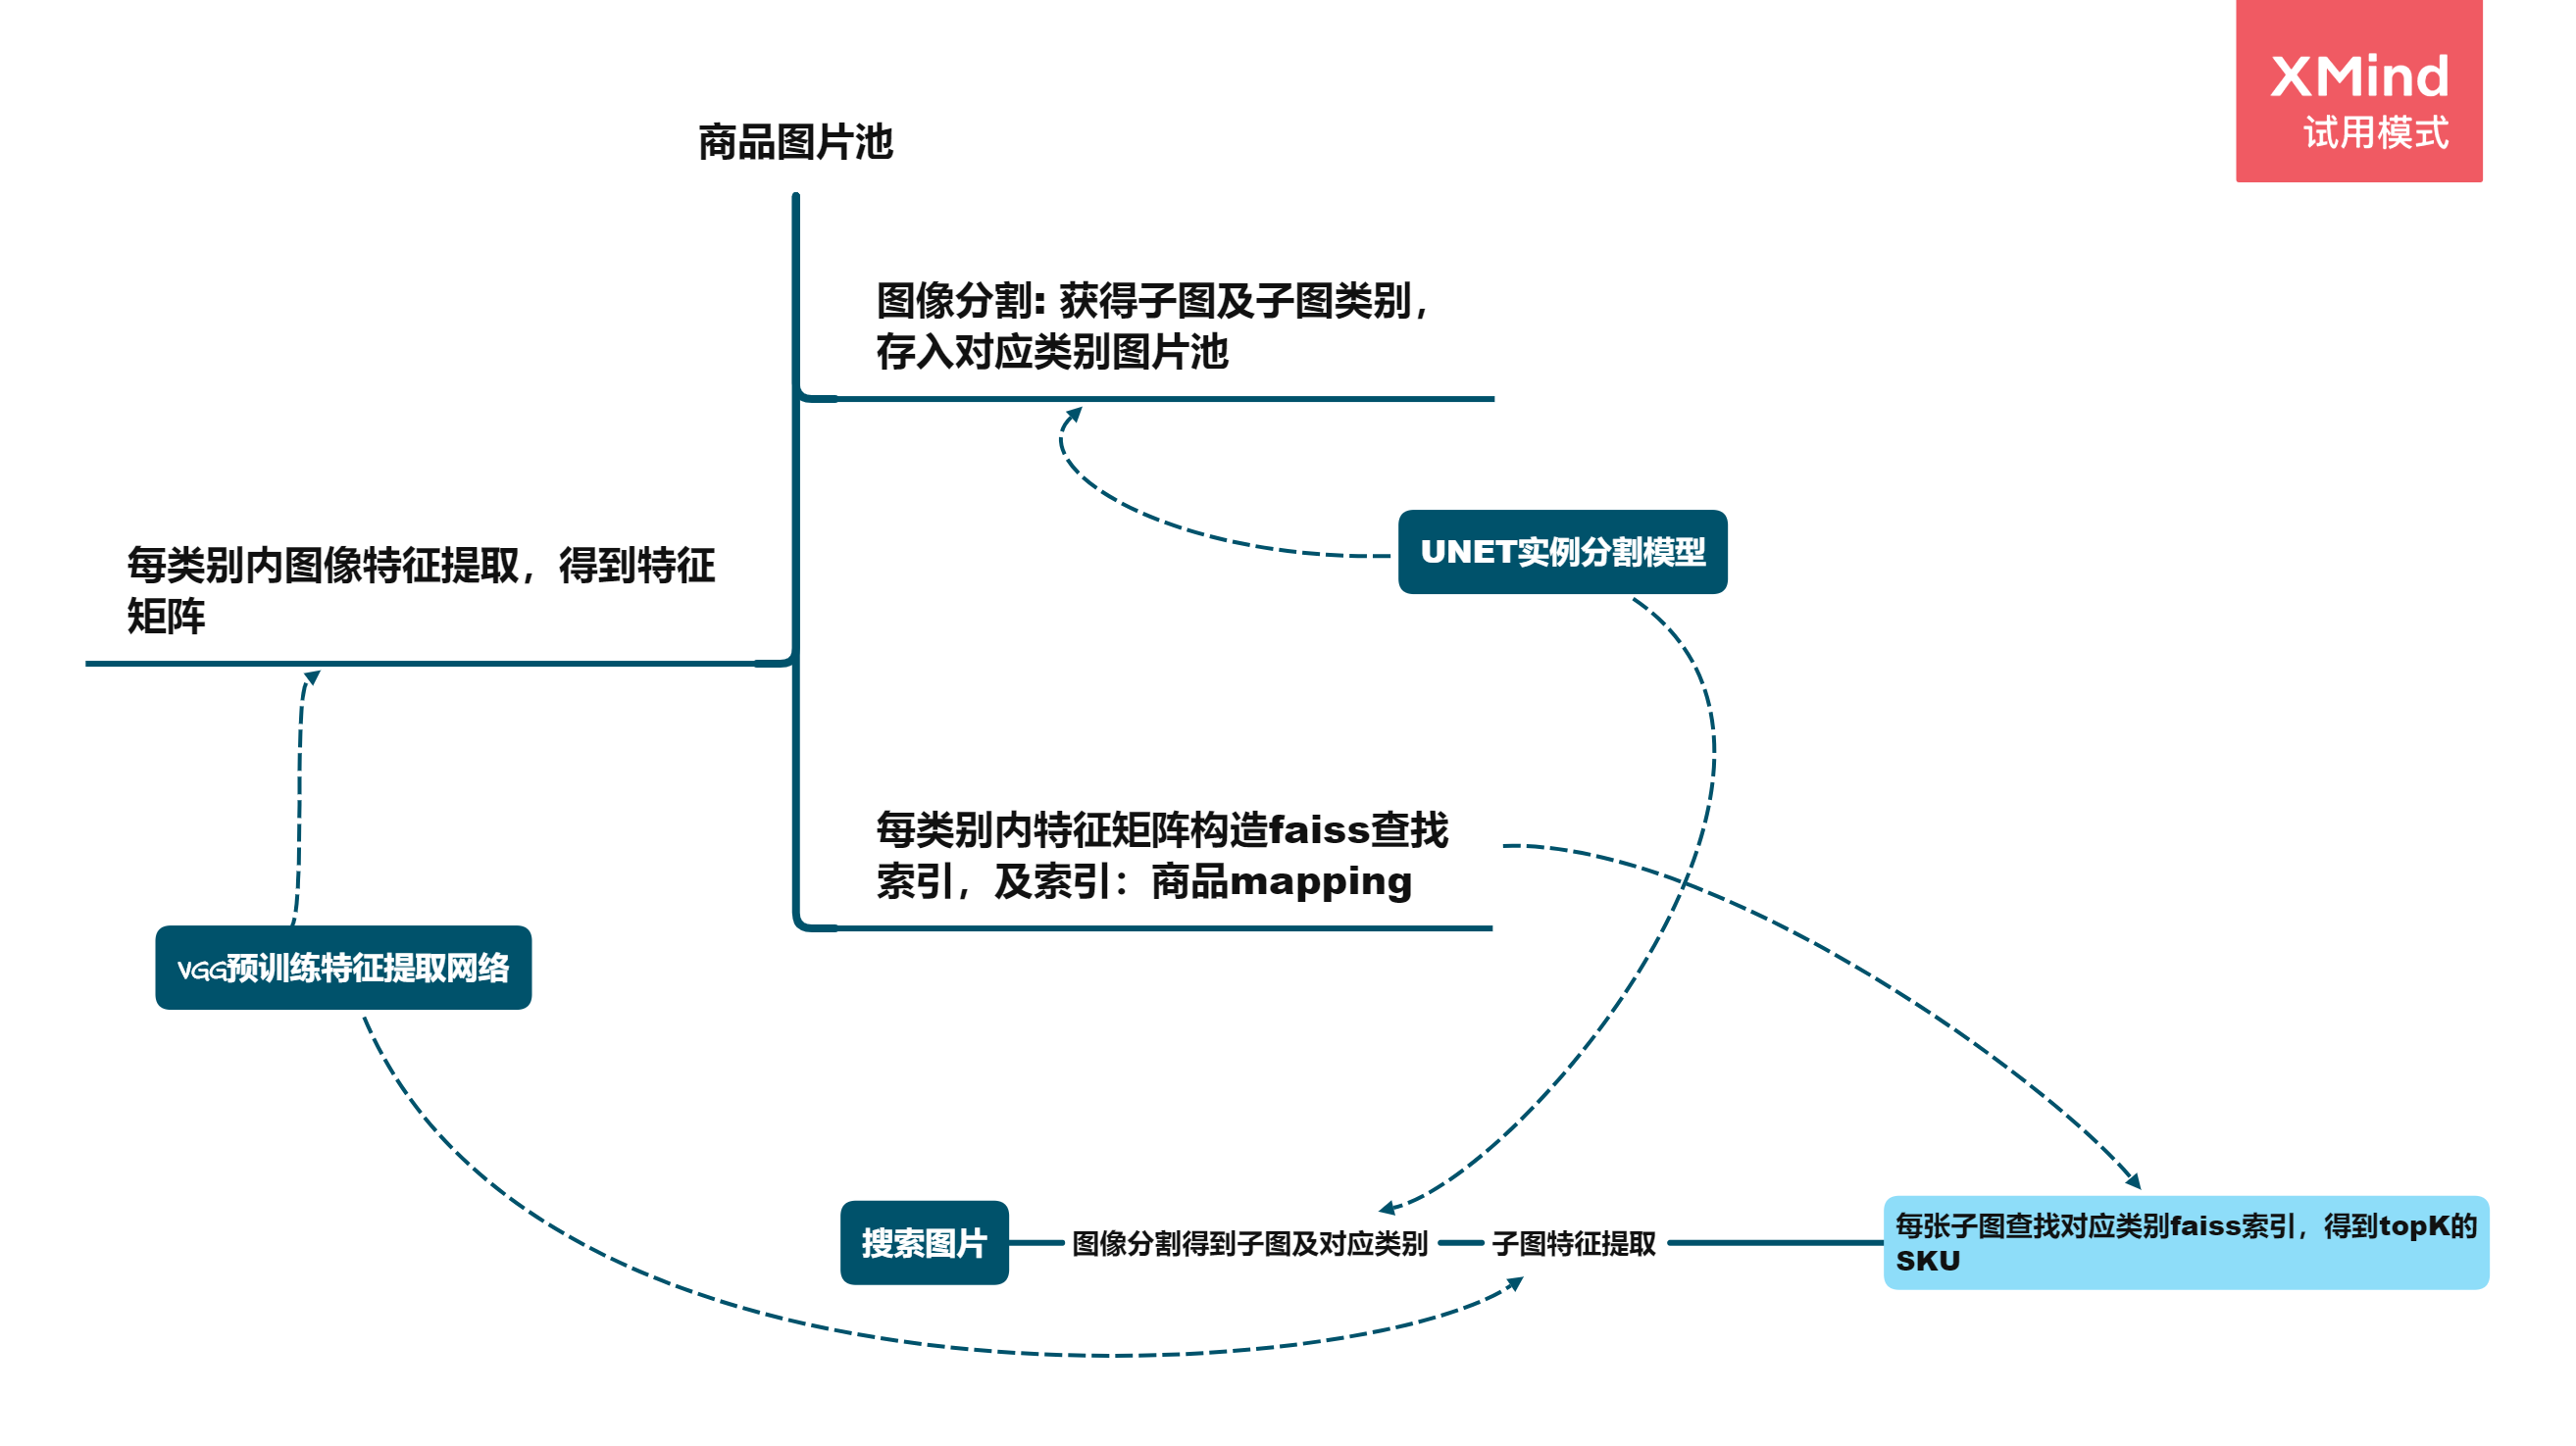 XMind
试用模式
商品图片池
图像分割: 获得子图及子图类别，
存入对应类别图片池
UNET实例分割模型
每类别内图像特征提取，得到特征
矩阵
每类别内特征矩阵构造faiss查找
索引，及索引：商品mapping
VGG预训练特征提取网络
搜索图片
图像分割得到子图及对应类别
子图特征提取
每张子图查找对应类别faiss索引，得到topK的
SKU